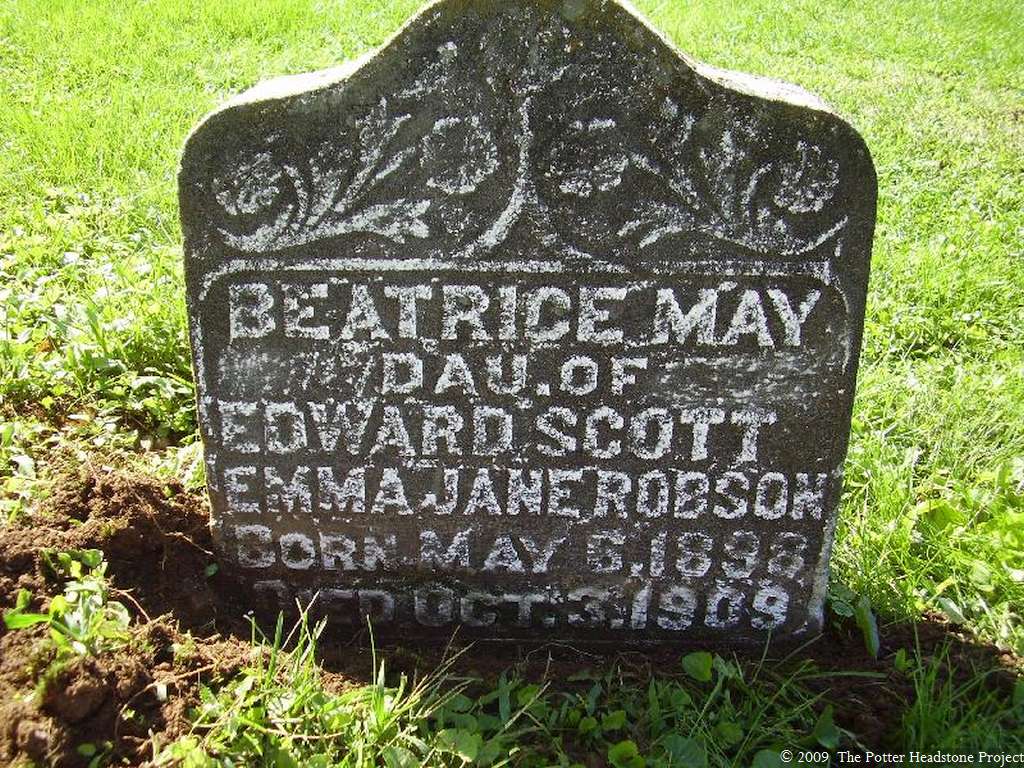 BEATRICE MAY
DAU. OF
EDWARD SCOTT
EMMA JANE ROBSON
BORN MAY 6, 1898
DIED OCT. 3, 1909
© 2009 The Potter Headstone Project